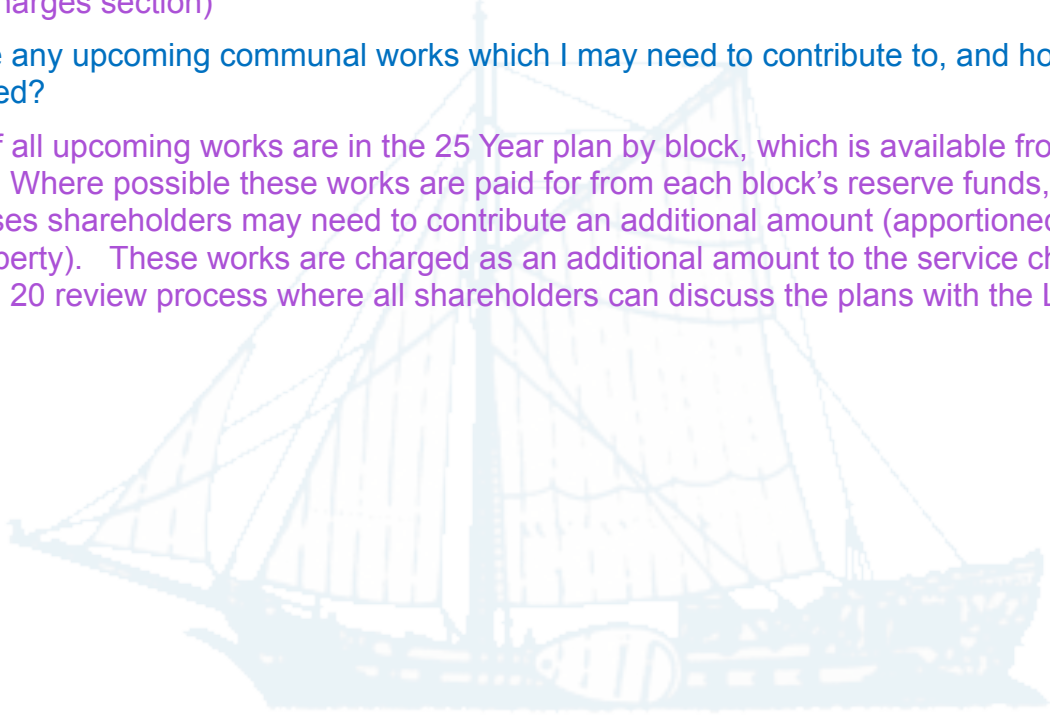 harges section)
any upcoming communal works which I may need to contribute to, and ho
ed?
all upcoming works are in the 25 Year plan by block, which is available fro
Where possible these works are paid for from each block's reserve funds,
ses shareholders may need to contribute an additional amount (apportioned
perty). These works are charged as an additional amount to the service ch
20 review process where all shareholders can discuss the plans with the L